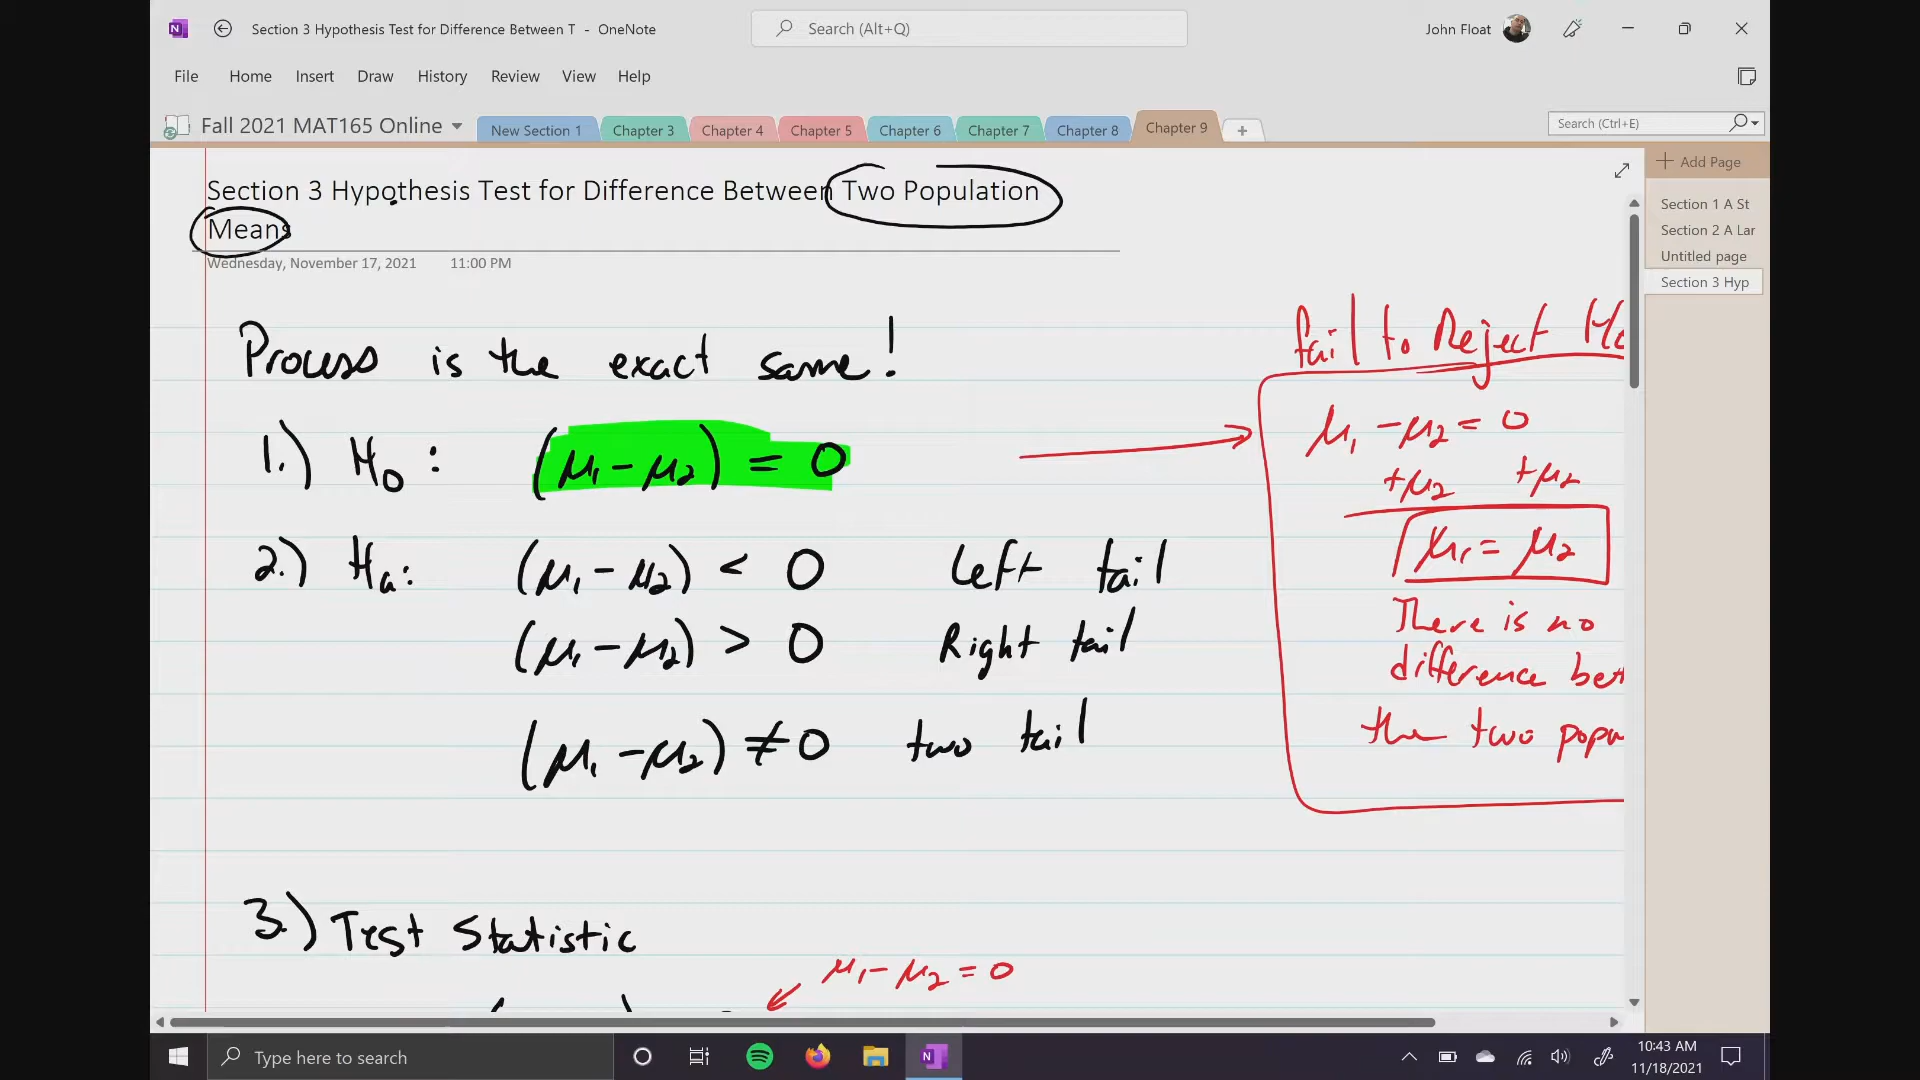 Section 3 Hypothesis Test for Difference Between T - OneNote
Search (Alt+Q)
John Float
File Home Insert Draw History Review View Help
Fall 2021 MAT165 Online
New Section 1 Chapter 3 Chapter 4 Chapter 5 Chapter 6 Chapter 7 Chapter 8 Chapter 9 +
Search (Ctrl+E)
Add Page
Section 1 A St
Section 2 A Lar
Untitled page
Section 3 Hyp
Section 3 Hypothesis Test for Difference Between Two Population
Means
Wednesday, November 17, 2021 11:00 PM
Process is the exact same!
1.) H₀: (μ₁ - μ₂) = 0
2.) Hₐ: (μ₁ - μ₂) < 0 Left tail
(μ₁ - μ₂) > 0 Right tail
(μ₁ - μ₂) ≠ 0 two tail
fail to Reject H₀
μ₁ - μ₂ = 0
+μ₂ +μ₂
μ₁ = μ₂
There is no
difference bet
the two popu
3.) Test Statistic
μ₁ - μ₂ = 0
Type here to search
10:43 AM
11/18/2021